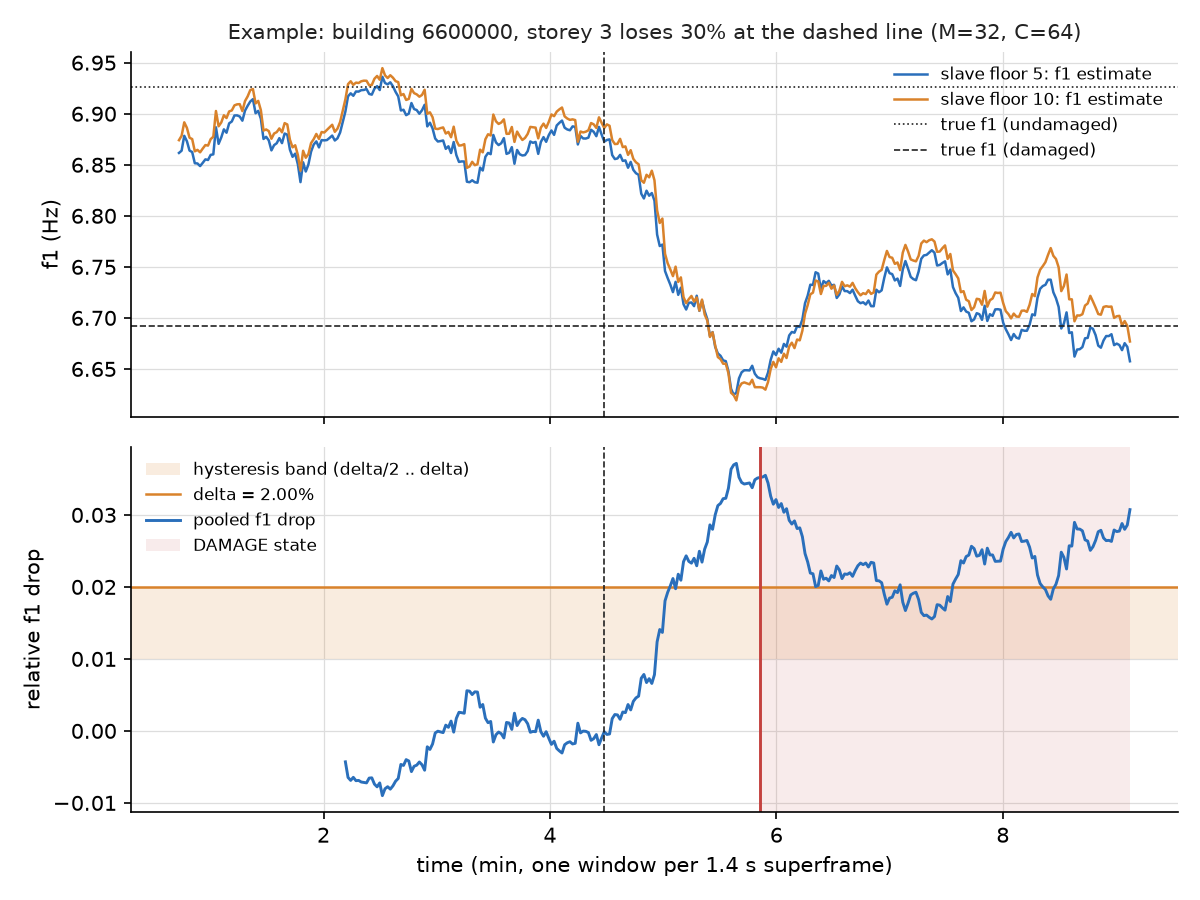 Example: building 6600000, storey 3 loses 30% at the dashed line (M=32, C=64)
f1 (Hz)
6.95
6.90
6.85
6.80
6.75
6.70
6.65
slave floor 5: f1 estimate
slave floor 10: f1 estimate
true f1 (undamaged)
true f1 (damaged)
relative f1 drop
0.03
0.02
0.01
0.00
−0.01
hysteresis band (delta/2 .. delta)
delta = 2.00%
pooled f1 drop
DAMAGE state
2 4 6 8
time (min, one window per 1.4 s superframe)